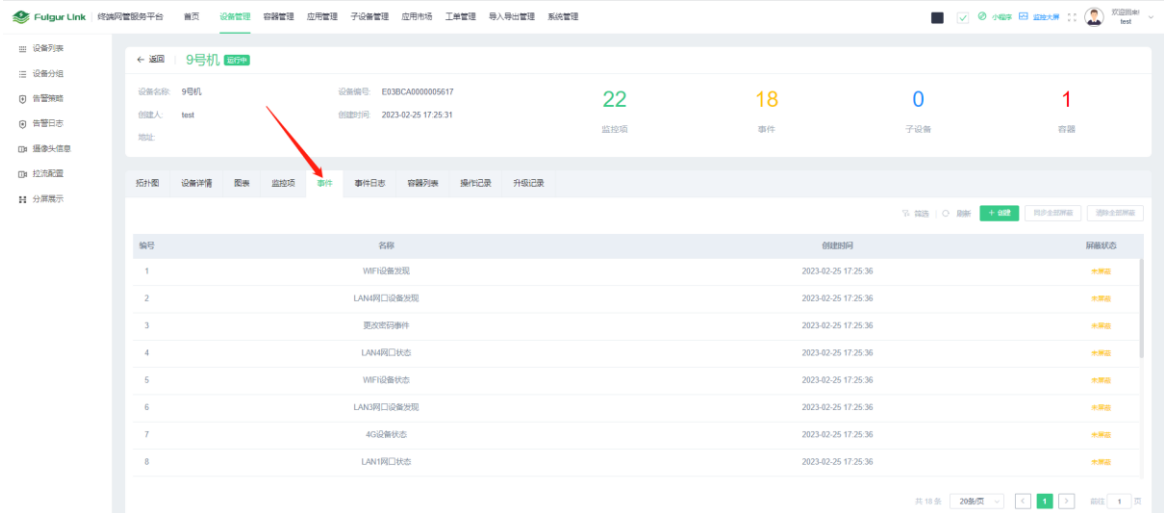 Fulgur Link 终端网管服务平台 首页 设备管理 容器管理 应用管理 子设备管理 应用市场 工单管理 导入导出管理 系统管理 小程序 监控大屏 欢迎回来! test
设备列表
设备分组
告警策略
告警日志
摄像头信息
拉流配置
分屏展示
← 返回 9号机 运行中
设备名称: 9号机 设备编号: E03BCA0000005617
创建人: test 创建时间: 2023-02-25 17:25:31
地址:
22 18 0 1
监控项 事件 子设备 容器
拓扑图 设备详情 图表 监控项 事件 事件日志 容器列表 操作记录 升级记录
筛选 刷新 + 创建 同步全部屏蔽 清除全部屏蔽
编号 名称 创建时间 屏蔽状态
1 WIFI设备发现 2023-02-25 17:25:36 未屏蔽
2 LAN4网口设备发现 2023-02-25 17:25:36 未屏蔽
3 更改密码事件 2023-02-25 17:25:36 未屏蔽
4 LAN4网口状态 2023-02-25 17:25:36 未屏蔽
5 WIFI设备状态 2023-02-25 17:25:36 未屏蔽
6 LAN3网口设备发现 2023-02-25 17:25:36 未屏蔽
7 4G设备状态 2023-02-25 17:25:36 未屏蔽
8 LAN1网口状态 2023-02-25 17:25:36 未屏蔽
共 18 条 20条/页 < 1 > 前往 1 页